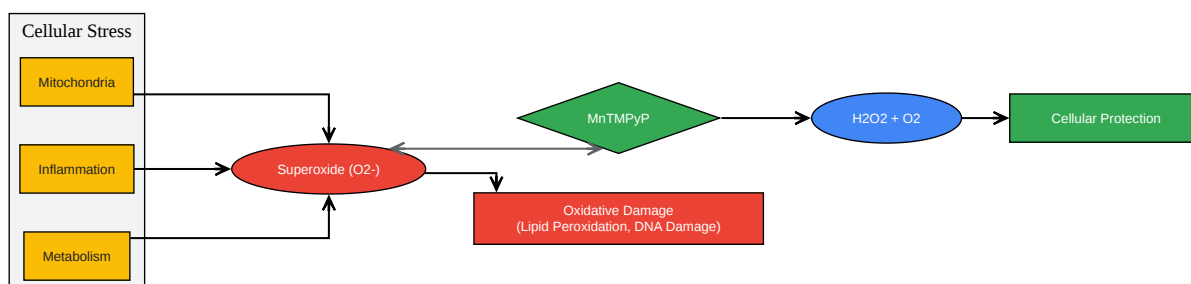 Cellular Stress
Mitochondria
Inflammation
Metabolism
Superoxide (O2-)
MnTMPyP
Oxidative Damage
(Lipid Peroxidation, DNA Damage)
H2O2 + O2
Cellular Protection